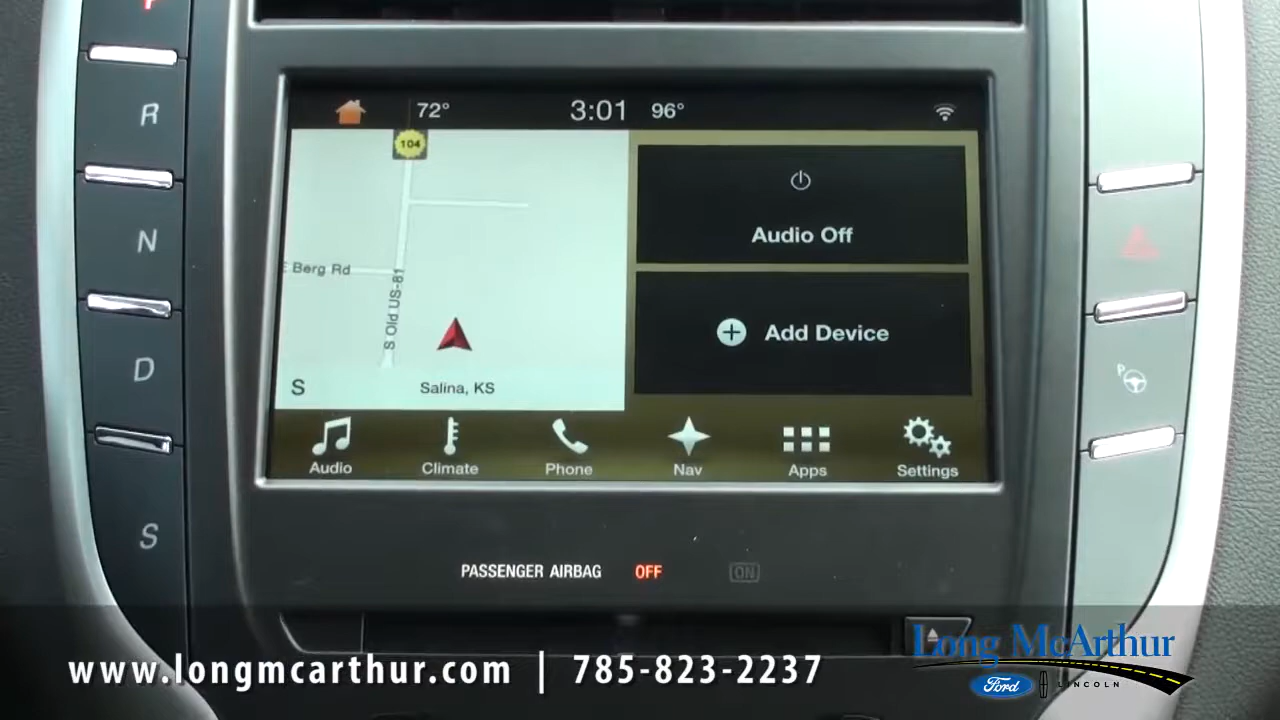 P
R
N
D
S
72° 3:01 96°
104
E Berg Rd
S Old US-81
S
Salina, KS
Audio Off
Add Device
Audio Climate Phone Nav Apps Settings
PASSENGER AIRBAG OFF ON
P
www.longmcarthur.com | 785-823-2237
Long McArthur
Ford LINCOLN